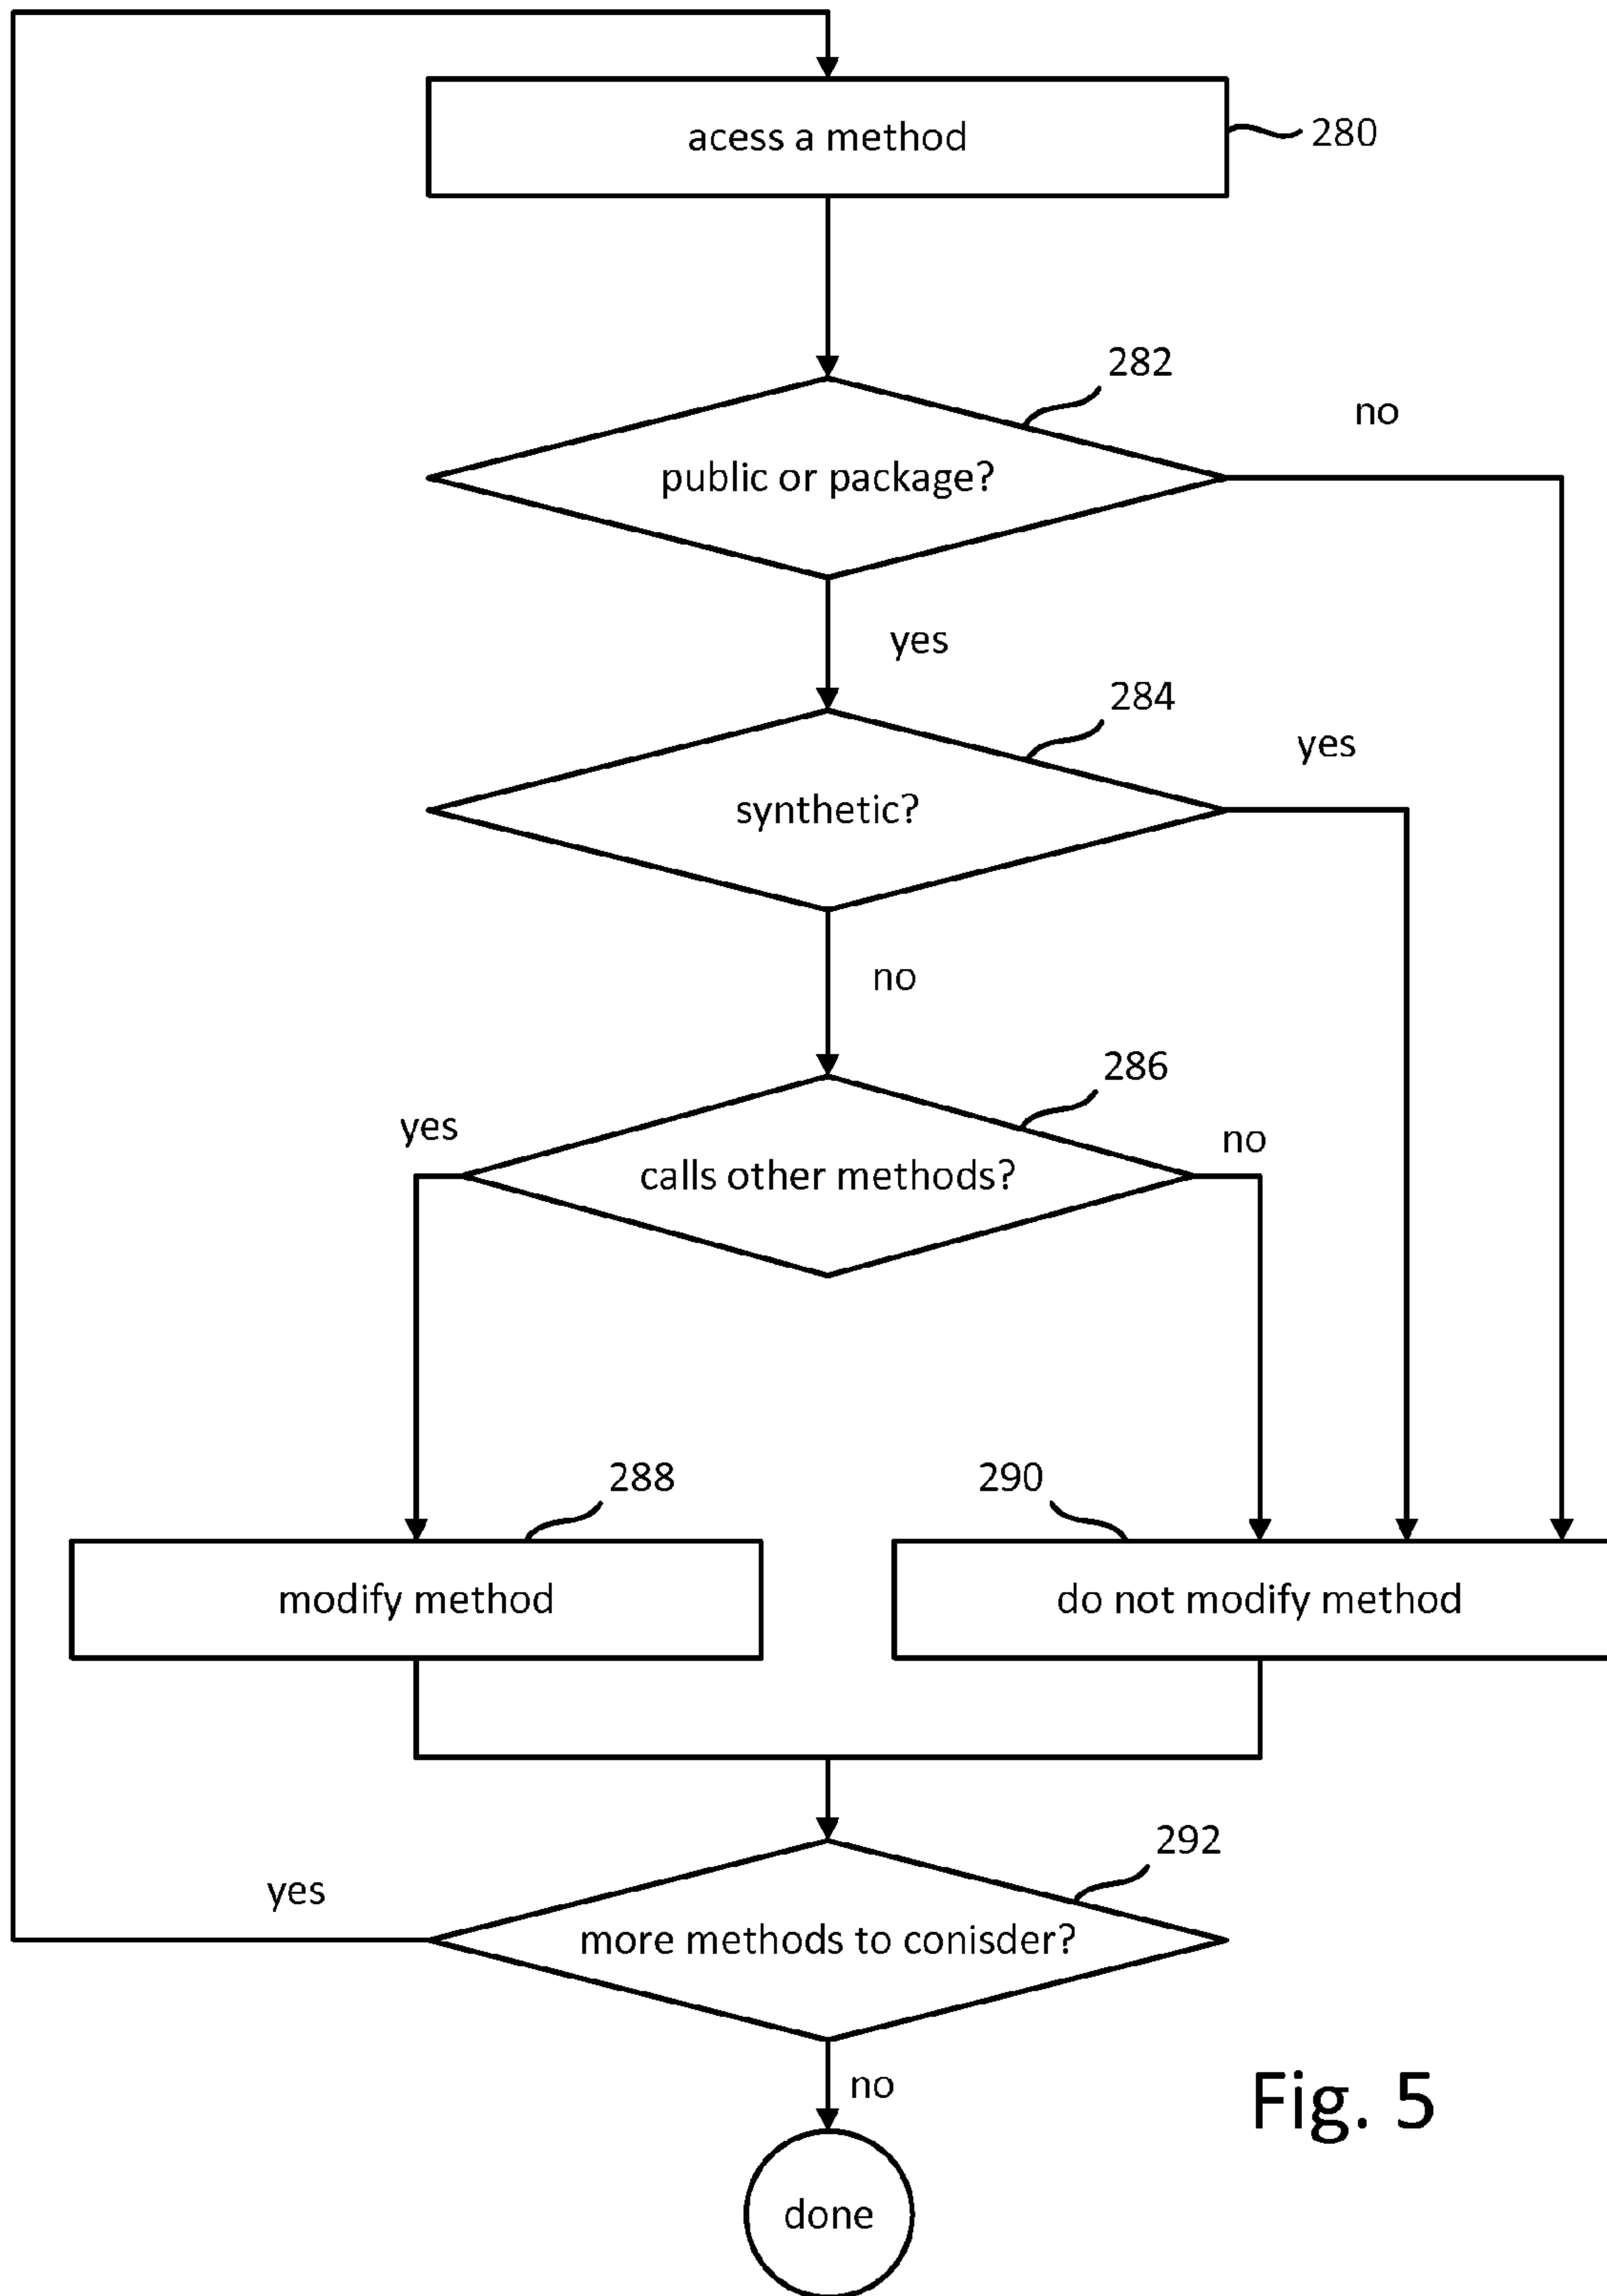 acess a method
280
282
no
public or package?
yes
284
yes
synthetic?
no
286
yes
no
calls other methods?
288
290
modify method
do not modify method
292
yes
more methods to conisder?
no
Fig. 5
done